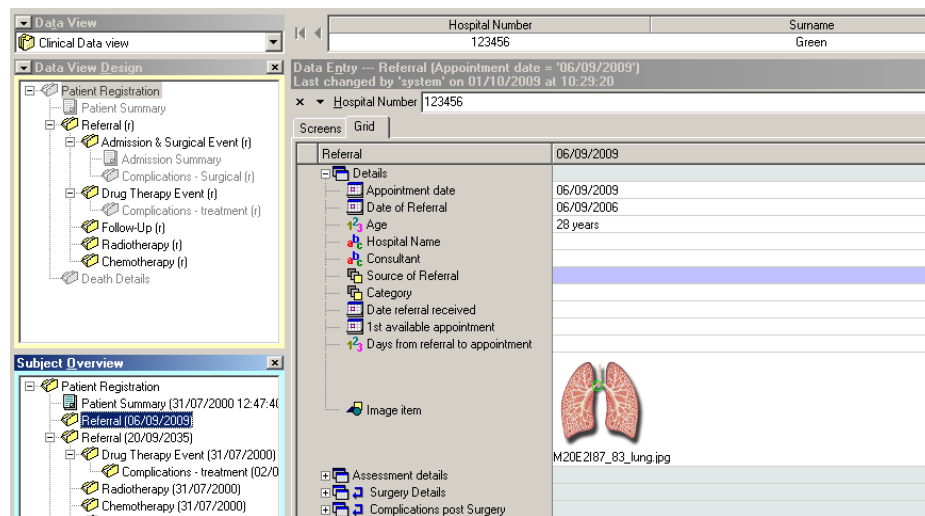 Data View
Clinical Data view
Hospital Number
Surname
123456
Green
Data View Design
Patient Registration
Patient Summary
Referral (r)
Admission & Surgical Event (r)
Admission Summary
Complications - Surgical (r)
Drug Therapy Event (r)
Complications - treatment (r)
Follow-Up (r)
Radiotherapy (r)
Chemotherapy (r)
Death Details
Data Entry --- Referral (Appointment date = '06/09/2009')
Last changed by 'system' on 01/10/2009 at 10:29:20
Hospital Number 123456
Screens Grid
Referral 06/09/2009
Details
Appointment date 06/09/2009
Date of Referral 06/09/2006
Age 28 years
Hospital Name
Consultant
Source of Referral
Category
Date referral received
1st available appointment
Days from referral to appointment
Image item
M20E2I87_83_lung.jpg
Assessment details
Surgery Details
Complications post Surgery
Subject Overview
Patient Registration
Patient Summary (31/07/2000 12:47:4
Referral (06/09/2009)
Referral (20/09/2035)
Drug Therapy Event (31/07/2000)
Complications - treatment (02/0
Radiotherapy (31/07/2000)
Chemotherapy (31/07/2000)